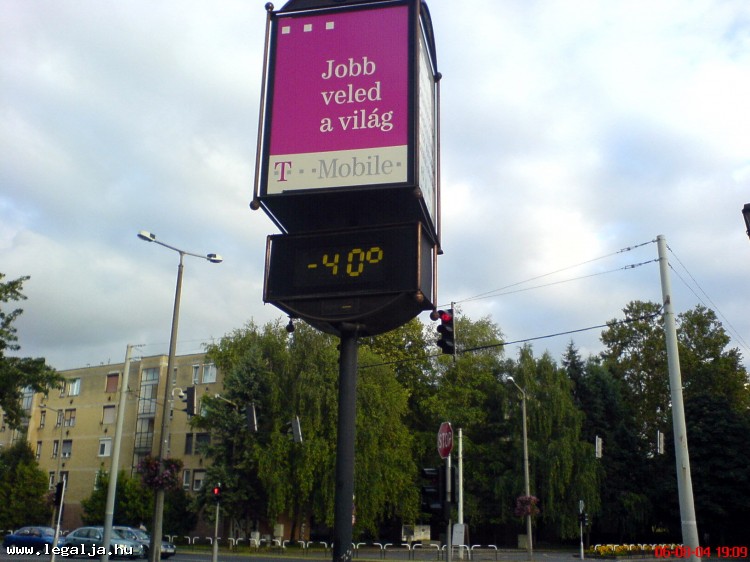 Jobb
veled
a világ
T Mobile
-40°
STOP
www.legalja.hu
06-08-04 19:09